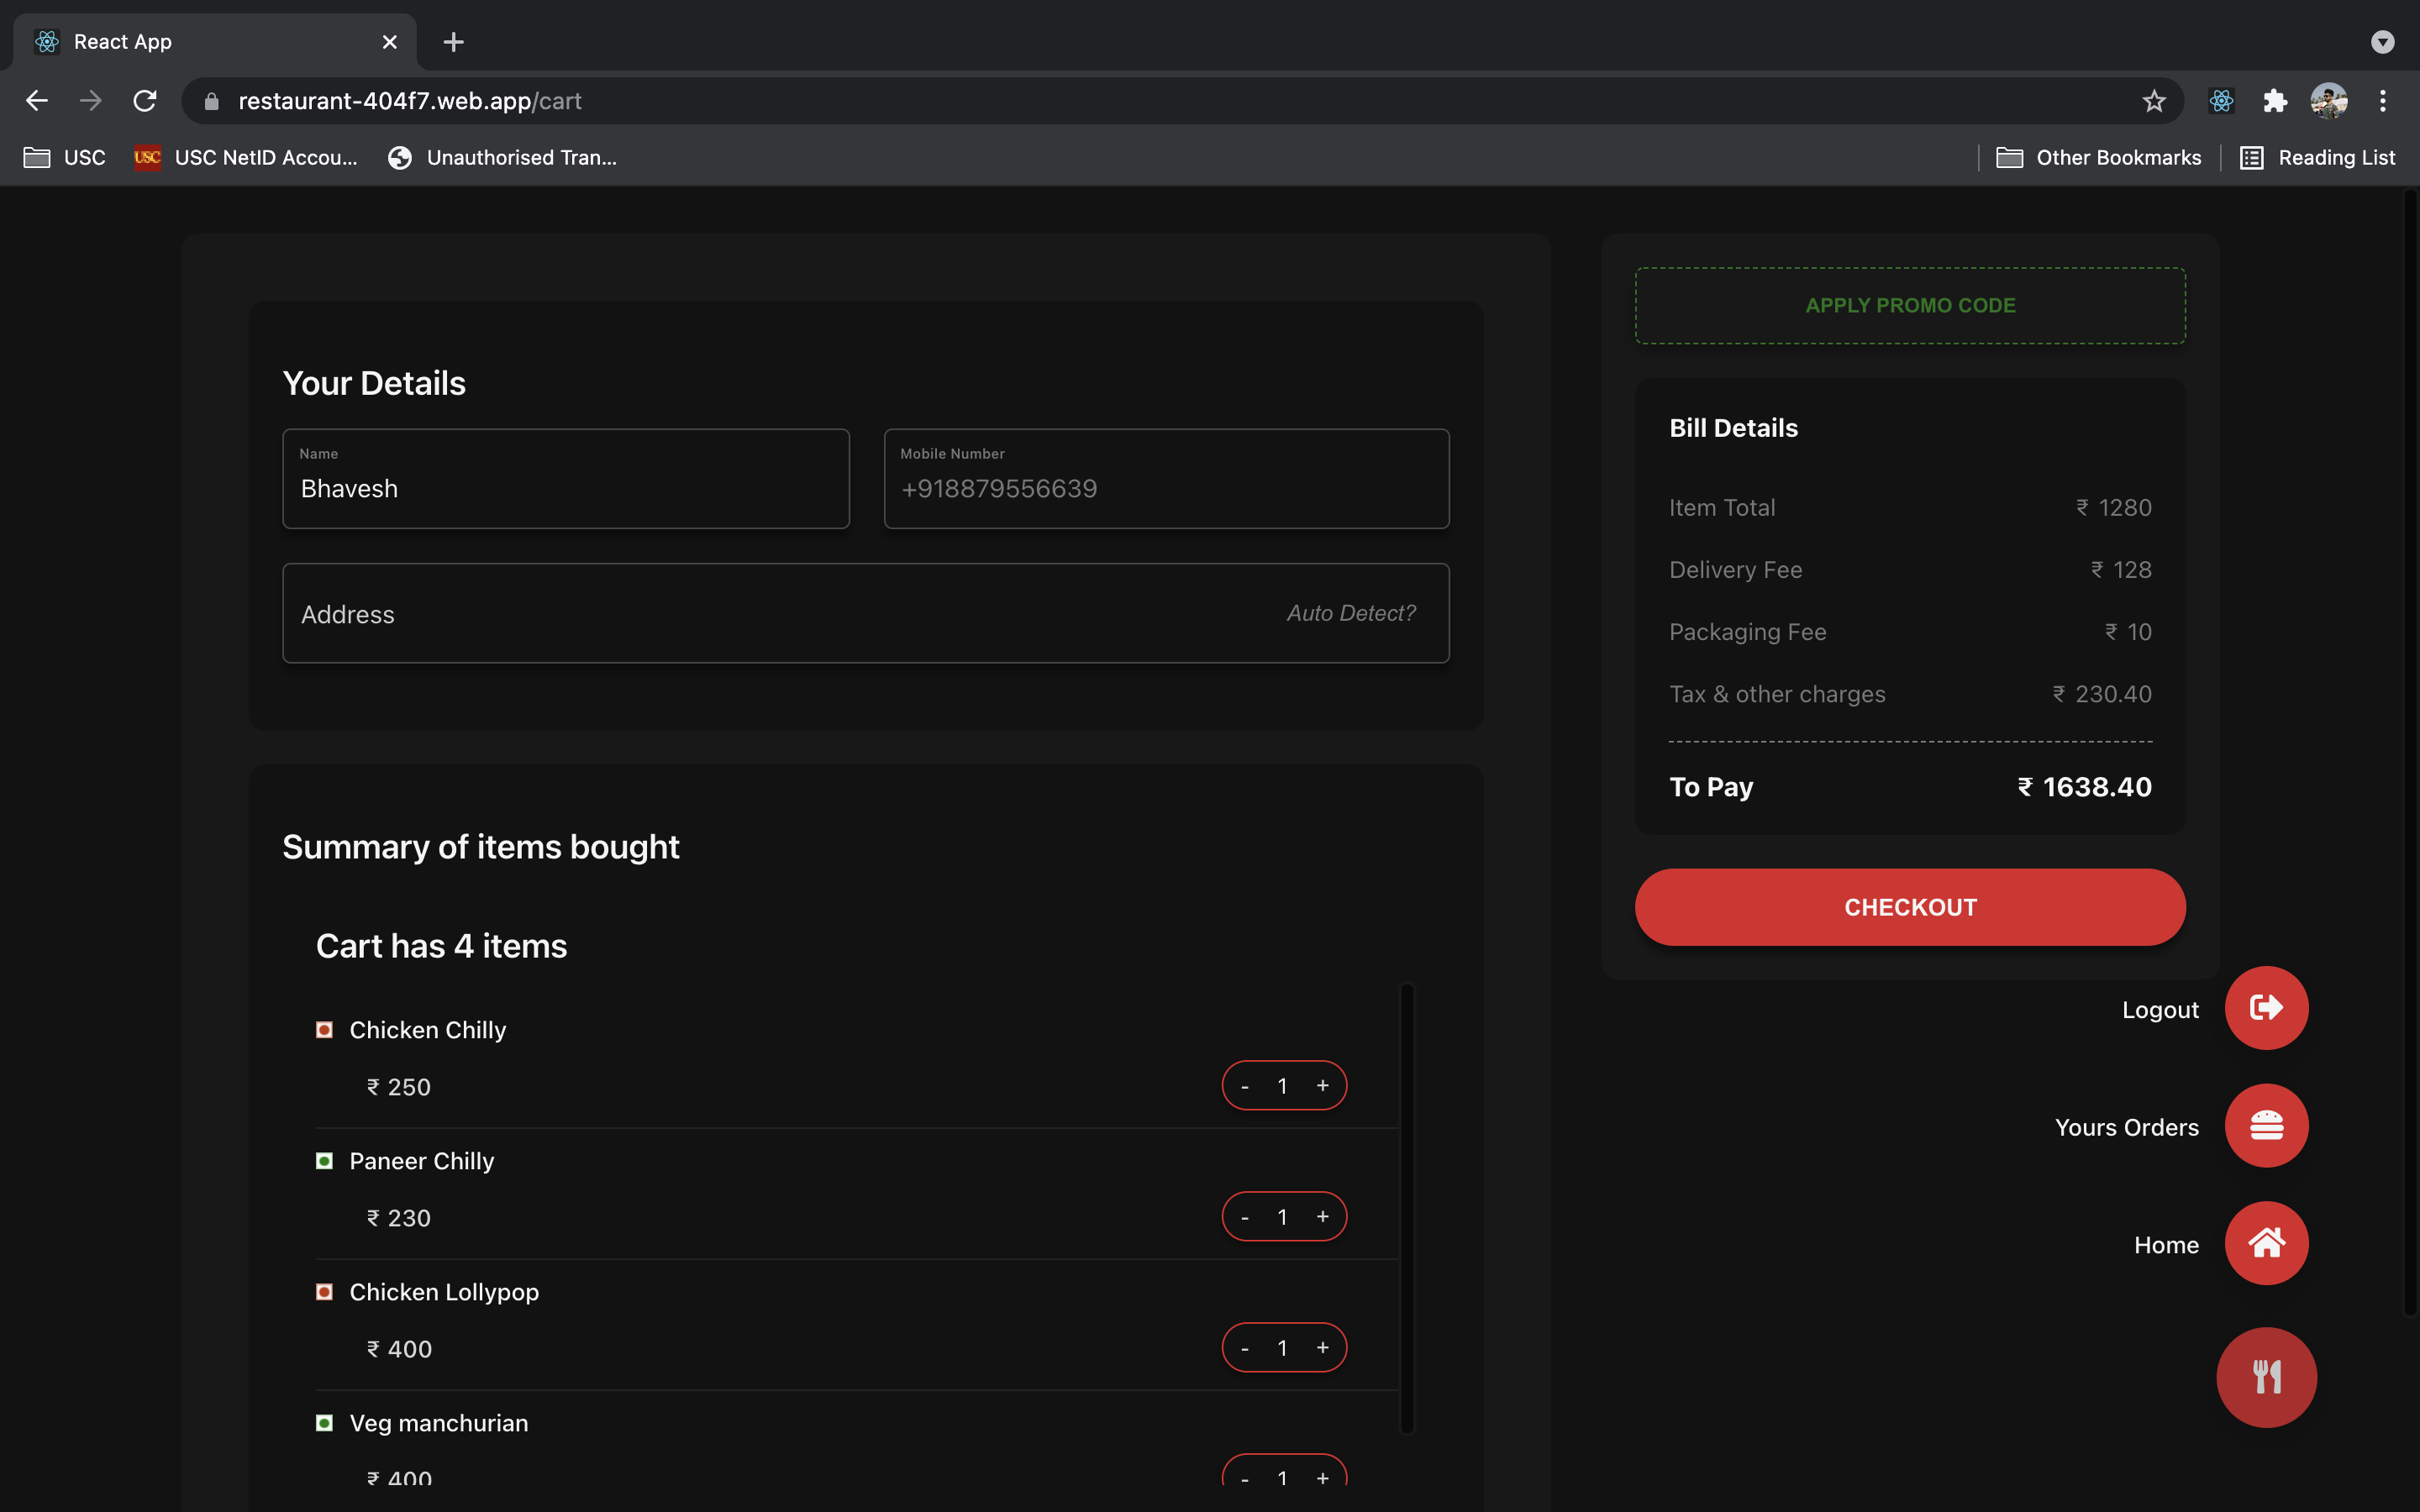 React App
restaurant-404f7.web.app/cart
USC
USC
USC NetID Accou...
Unauthorised Tran...
Other Bookmarks
Reading List
Your Details
Name
Bhavesh
Mobile Number
+918879556639
Address
Auto Detect?
Summary of items bought
Cart has 4 items
Chicken Chilly
₹ 250
- 1 +
Paneer Chilly
₹ 230
- 1 +
Chicken Lollypop
₹ 400
- 1 +
Veg manchurian
₹ 400
- 1 +
APPLY PROMO CODE
Bill Details
Item Total ₹ 1280
Delivery Fee ₹ 128
Packaging Fee ₹ 10
Tax & other charges ₹ 230.40
To Pay ₹ 1638.40
CHECKOUT
Logout
Yours Orders
Home